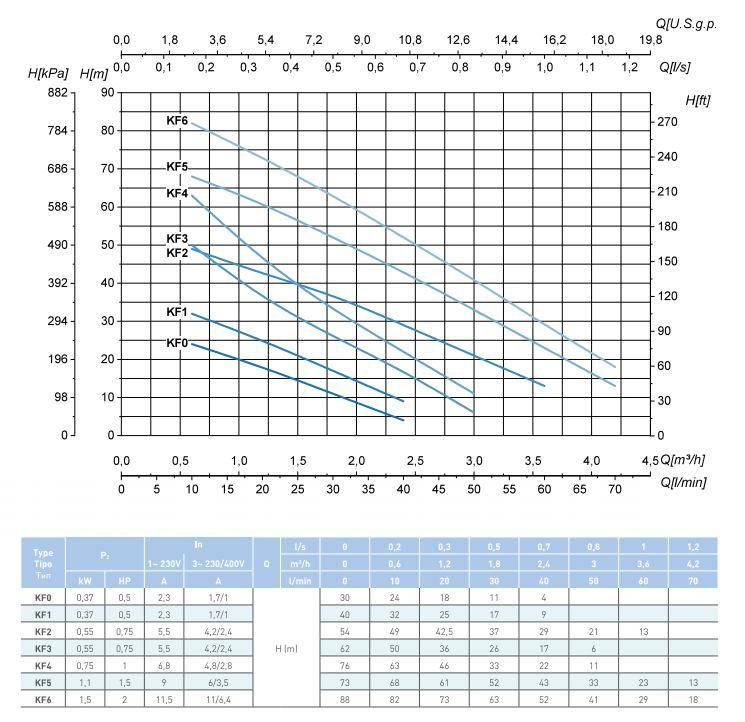 Q[U.S.g.p.
0,0 1,8 3,6 5,4 7,2 9,0 10,8 12,6 14,4 16,2 18,0 19,8
0,0 0,1 0,2 0,3 0,4 0,5 0,6 0,7 0,8 0,9 1,0 1,1 1,2 Q[l/s]
H[kPa] H[m]
H[ft]
882 90
270
KF6
784 80
240
KF5
686 70
210
KF4
588 60
180
KF3
490 50
KF2
150
392 40
120
KF1
294 30
90
KF0
196 20
60
98 10
30
0 0 0
0,0 0,5 1,0 1,5 2,0 2,5 3,0 3,5 4,0 4,5 Q[m³/h]
0 5 10 15 20 25 30 35 40 45 50 55 60 65 70 Q[l/min]
Type Tipo Тип P₂ In Q l/s 0 0,2 0,3 0,5 0,7 0,8 1 1,2
1~ 230V 3~ 230/400V m³/h 0 0,6 1,2 1,8 2,4 3 3,6 4,2
kW HP A A l/min 0 10 20 30 40 50 60 70
KF0 0,37 0,5 2,3 1,7/1 30 24 18 11 4
KF1 0,37 0,5 2,3 1,7/1 40 32 25 17 9
KF2 0,55 0,75 5,5 4,2/2,4 54 49 42,5 37 29 21 13
KF3 0,55 0,75 5,5 4,2/2,4 H (m) 62 50 36 26 17 6
KF4 0,75 1 6,8 4,8/2,8 76 63 46 33 22 11
KF5 1,1 1,5 9 6/3,5 73 68 61 52 43 33 23 13
KF6 1,5 2 11,5 11/6,4 88 82 73 63 52 41 29 18